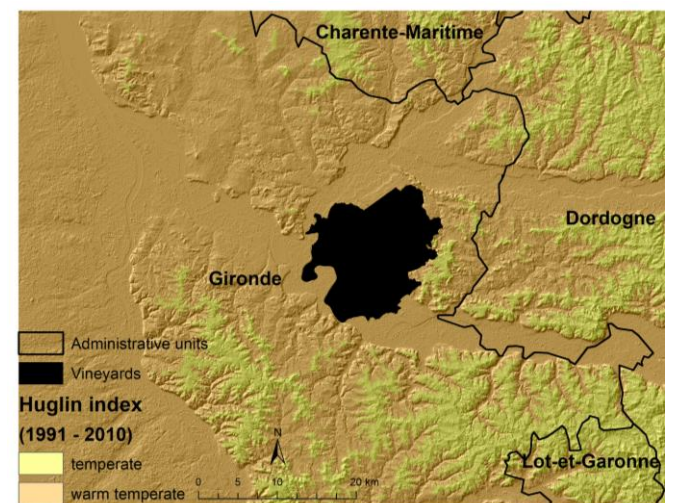 Charente-Maritime
Dordogne
Gironde
Administrative units
Vineyards
Huglin index
(1991 - 2010)
temperate
warm temperate
N
0 5 10 20 km
Lot-et-Garonne